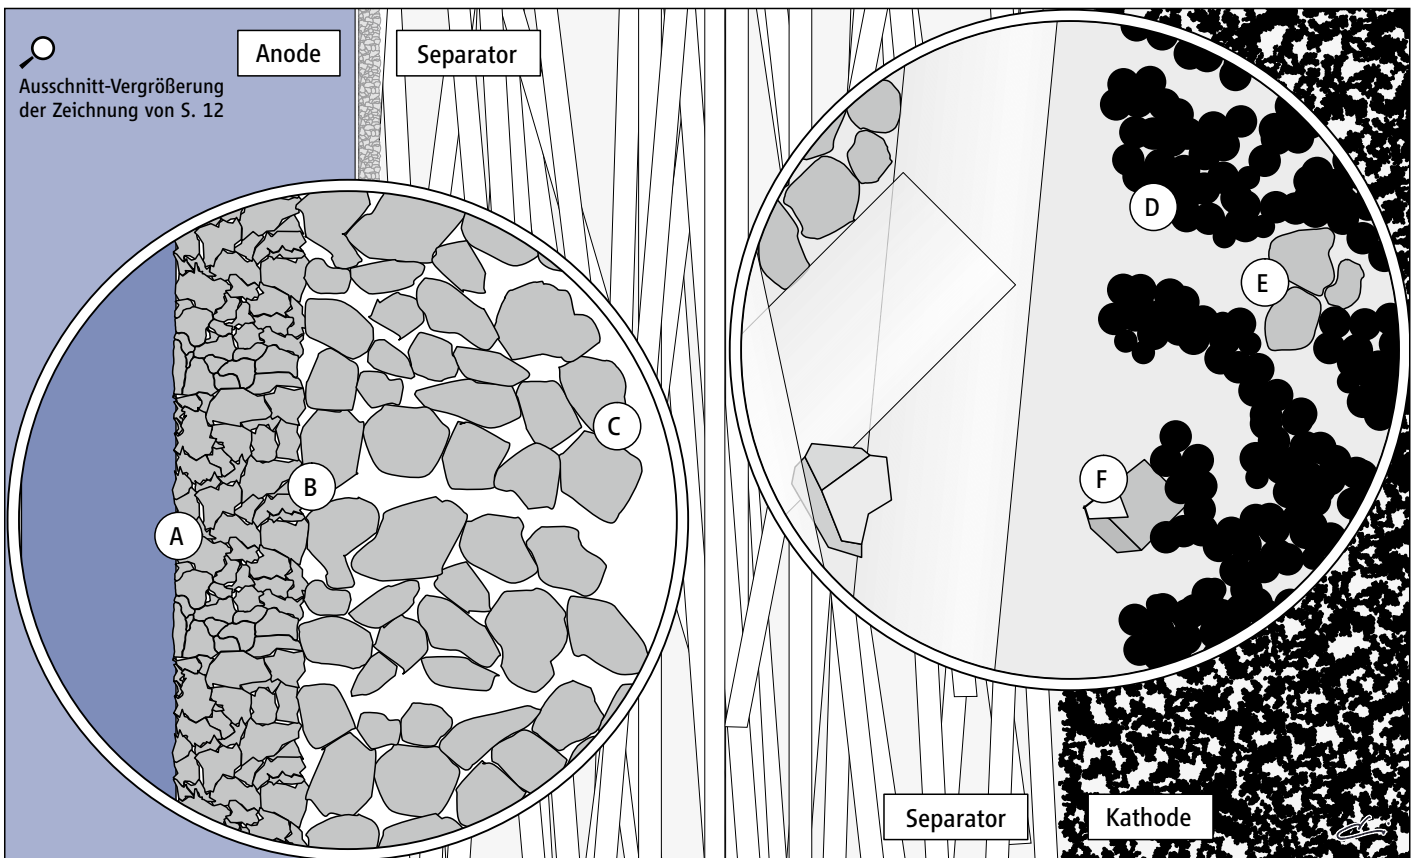 Anode
Separator
Ausschnitt-Vergrößerung
der Zeichnung von S. 12
A
B
C
D
E
F
Separator
Kathode